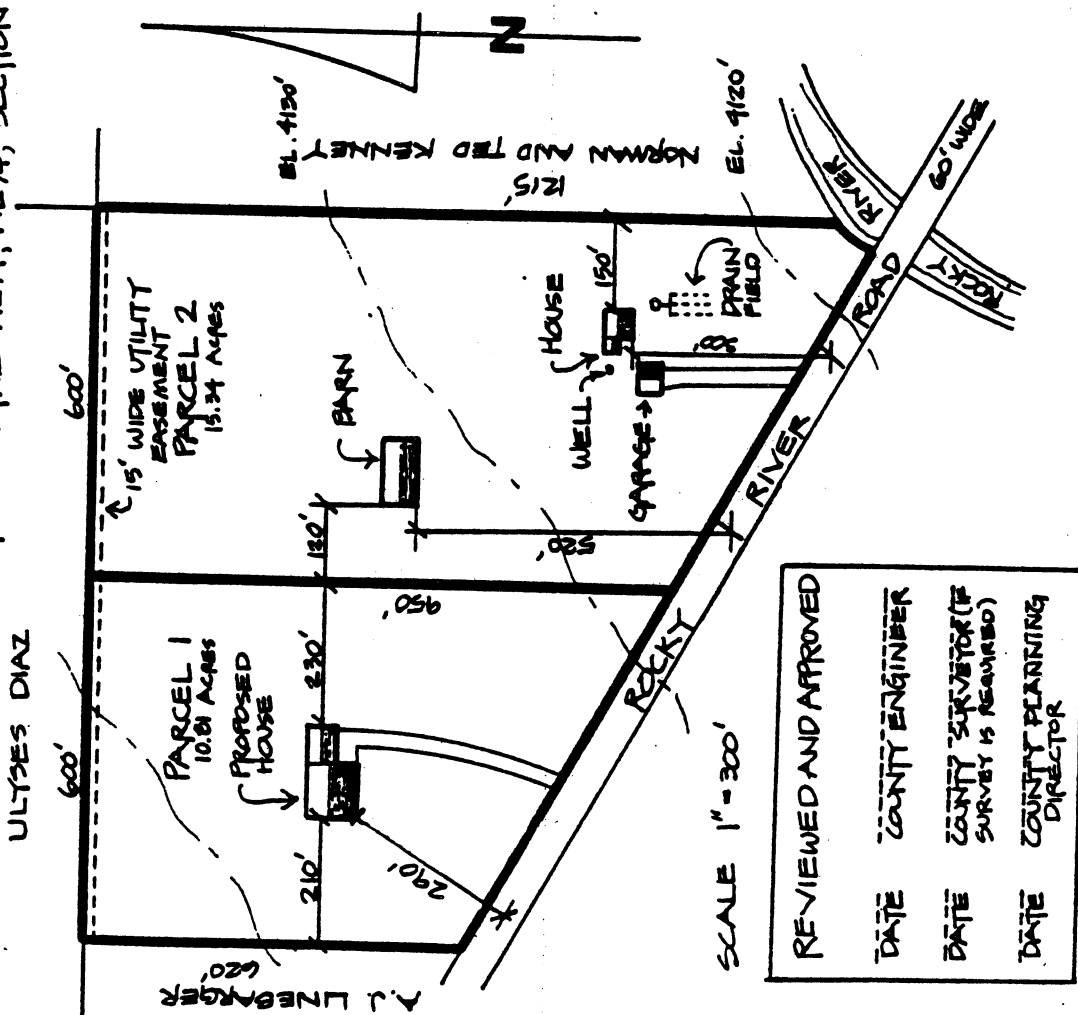 ULYSSES DIAZ
600'
600'
15' WIDE UTILITY
EASEMENT
PARCEL 2
15.34 ACRES
PARCEL 1
10.81 ACRES
PROPOSED
HOUSE
BARN
210'
230'
130'
950'
520'
290'
620'
LINEBARGER
1215'
NORMAN AND TED KENNEY
EL. 4130'
EL. 4120'
N
HOUSE
150'
WELL
GARAGE
DRAIN
FIELD
200'
ROCKY RIVER ROAD
60' WIDE
ROCKY RIVER
SCALE 1" = 300'
REVIEWED AND APPROVED
DATE COUNTY ENGINEER
DATE COUNTY SURVEYOR (IF
SURVEY IS REQUIRED)
DATE COUNTY PLANNING
DIRECTOR